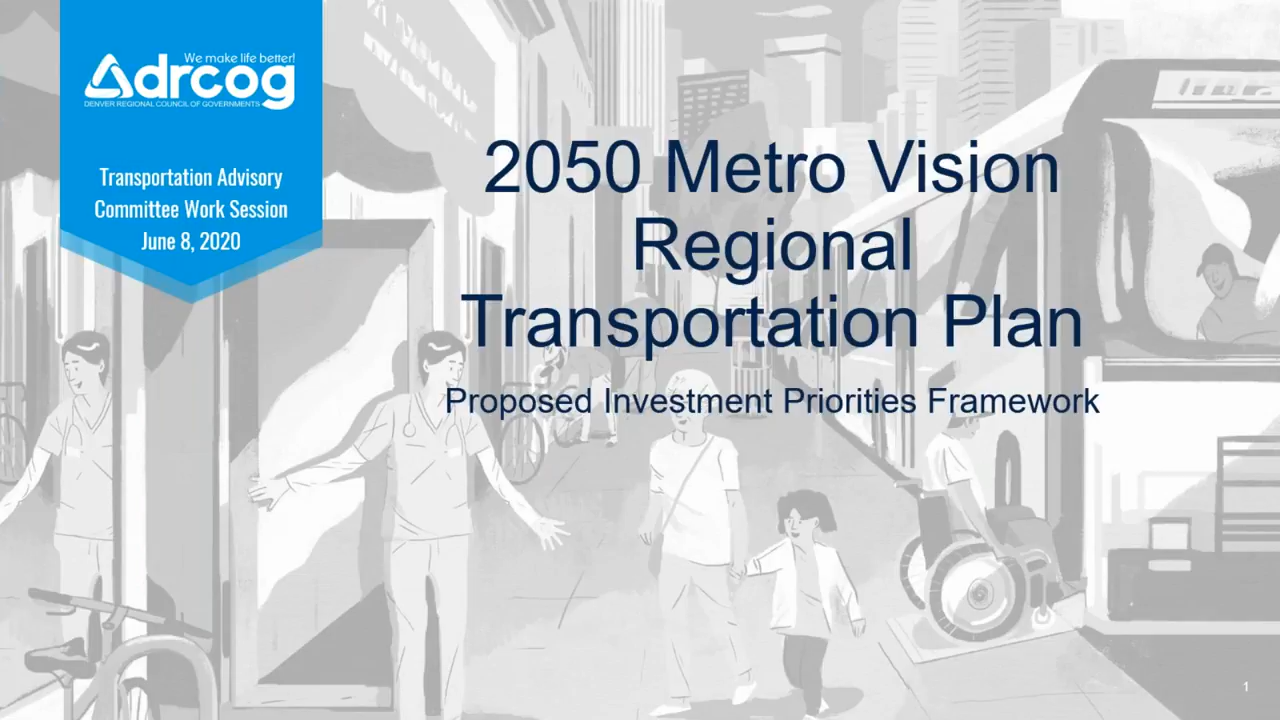 We make life better!
drcog
DENVER REGIONAL COUNCIL OF GOVERNMENTS
Transportation Advisory
Committee Work Session
June 8, 2020
2050 Metro Vision
Regional
Transportation Plan
Proposed Investment Priorities Framework
1